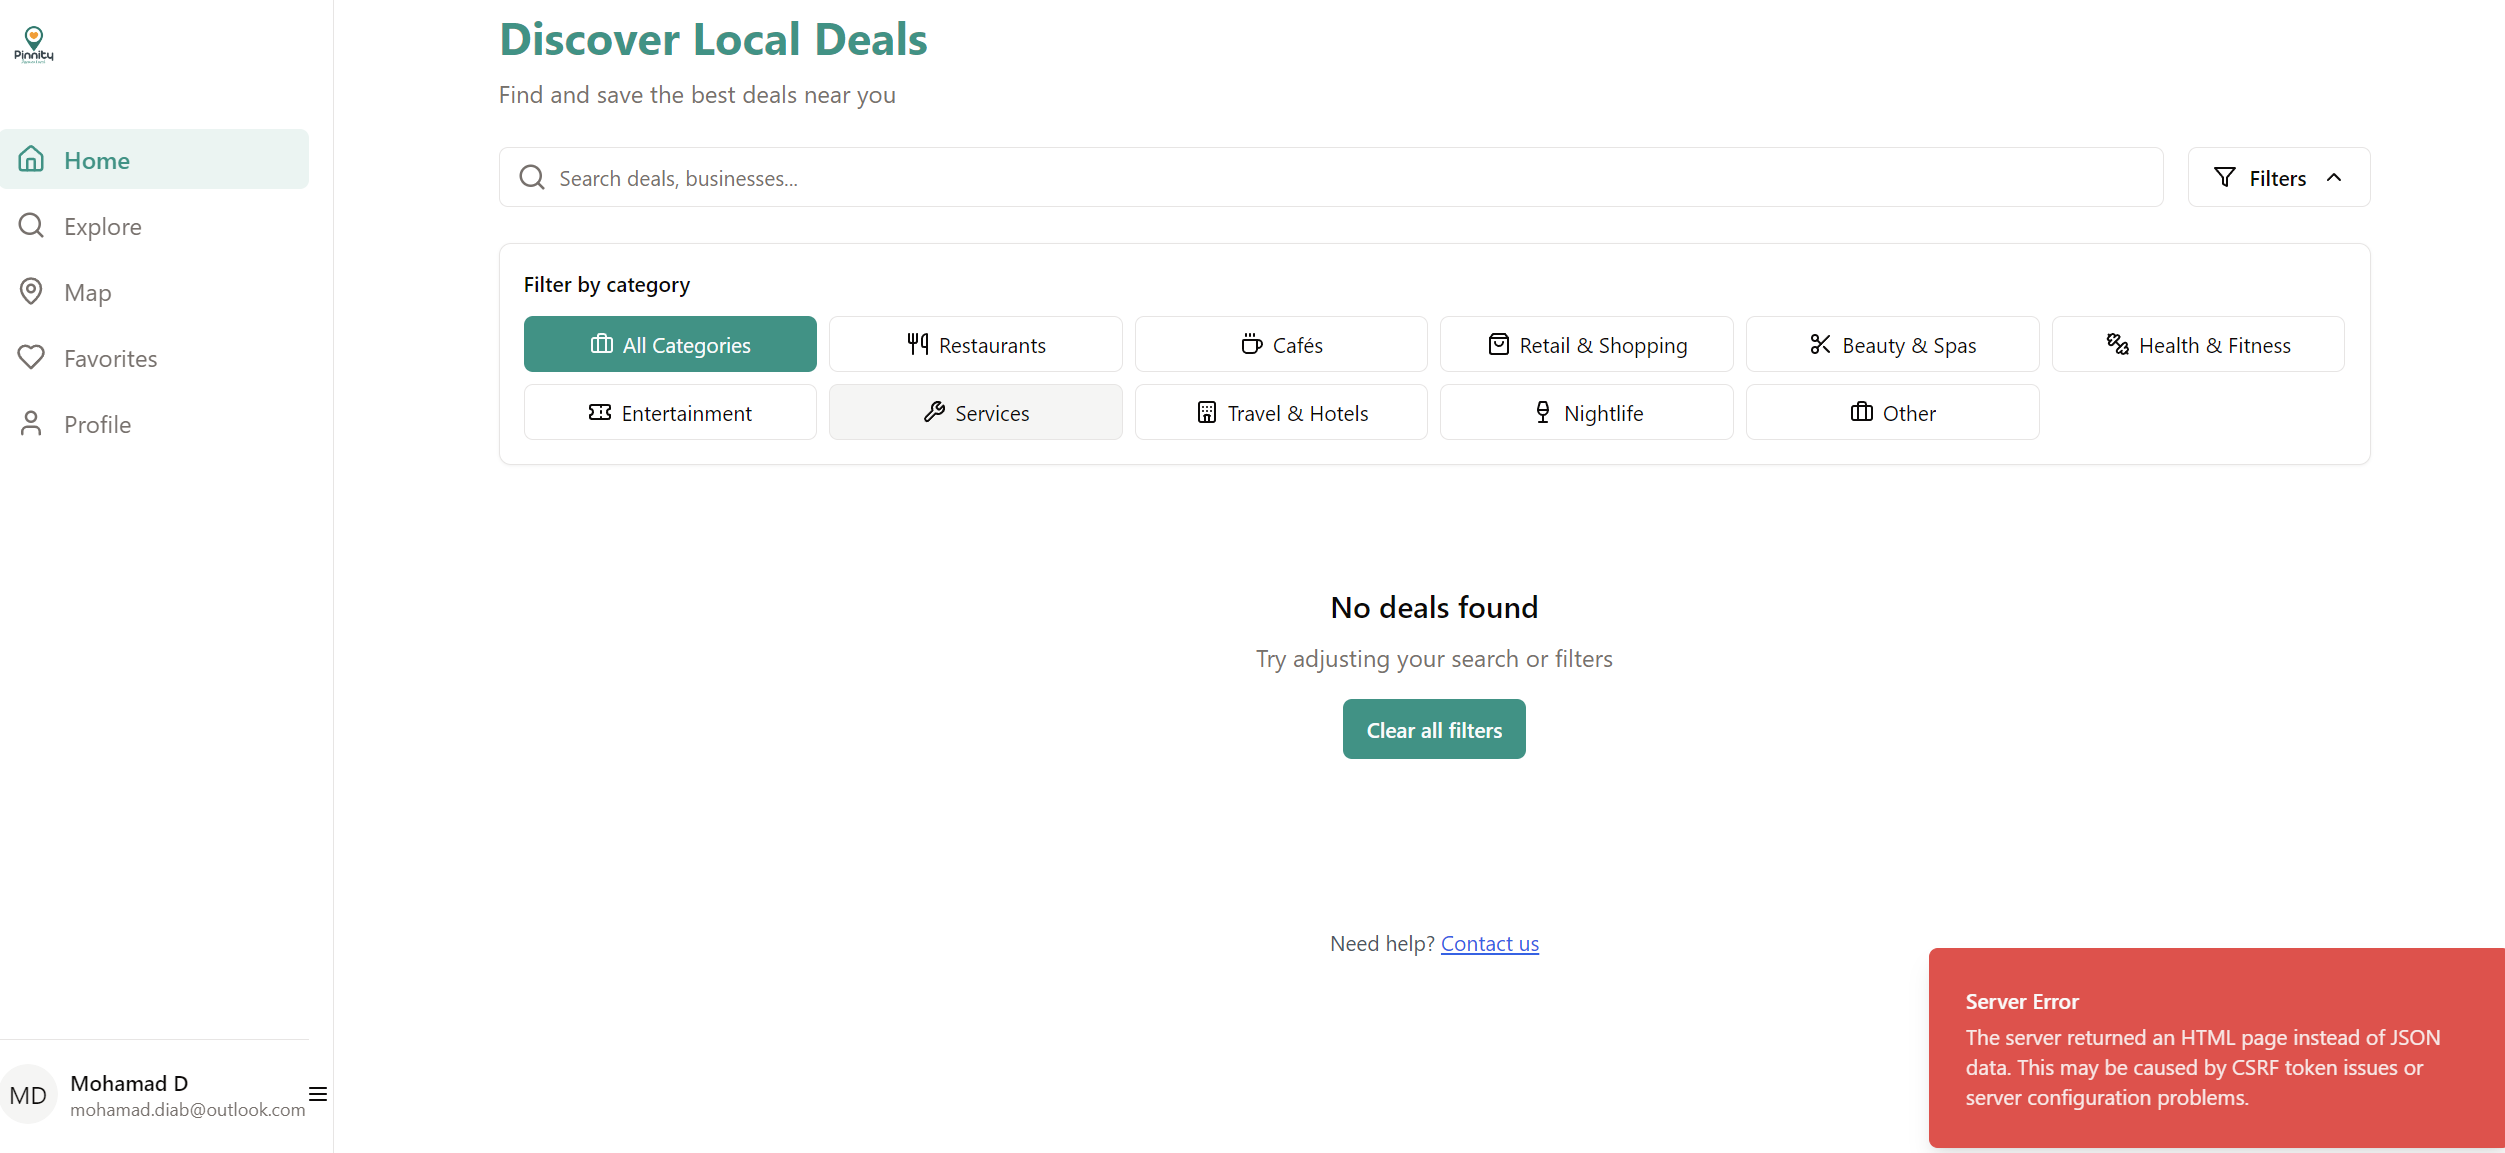 Pinnity
Home
Explore
Map
Favorites
Profile
MD
Mohamad D
mohamad.diab@outlook.com
Discover Local Deals
Find and save the best deals near you
Search deals, businesses...
Filters
Filter by category
All Categories
Restaurants
Cafés
Retail & Shopping
Beauty & Spas
Health & Fitness
Entertainment
Services
Travel & Hotels
Nightlife
Other
No deals found
Try adjusting your search or filters
Clear all filters
Need help? Contact us
Server Error
The server returned an HTML page instead of JSON
data. This may be caused by CSRF token issues or
server configuration problems.